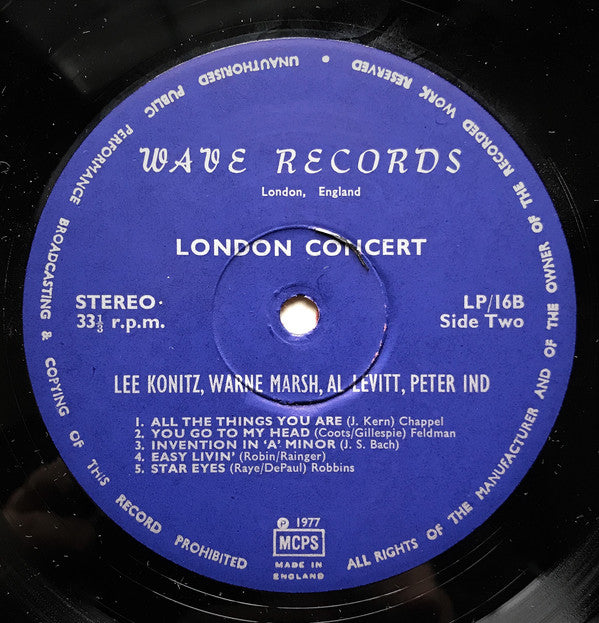 WAVE RECORDS
London, England
LONDON CONCERT
STEREO·
33⅓ r.p.m.
LP/16B
Side Two
LEE KONITZ, WARNE MARSH, AL LEVITT, PETER IND
1. ALL THE THINGS YOU ARE (J. Kern) Chappel
2. YOU GO TO MY HEAD (Coots/Gillespie) Feldman
3. INVENTION IN 'A' MINOR (J. S. Bach)
4. EASY LIVIN' (Robin/Rainger)
5. STAR EYES (Raye/DePaul) Robbins
℗ 1977
MCPS
MADE IN
ENGLAND
ALL RIGHTS OF THE MANUFACTURER AND OF THE OWNER OF THE RECORDED WORK RESERVED • UNAUTHORISED PUBLIC PERFORMANCE BROADCASTING & COPYING OF THIS RECORD PROHIBITED